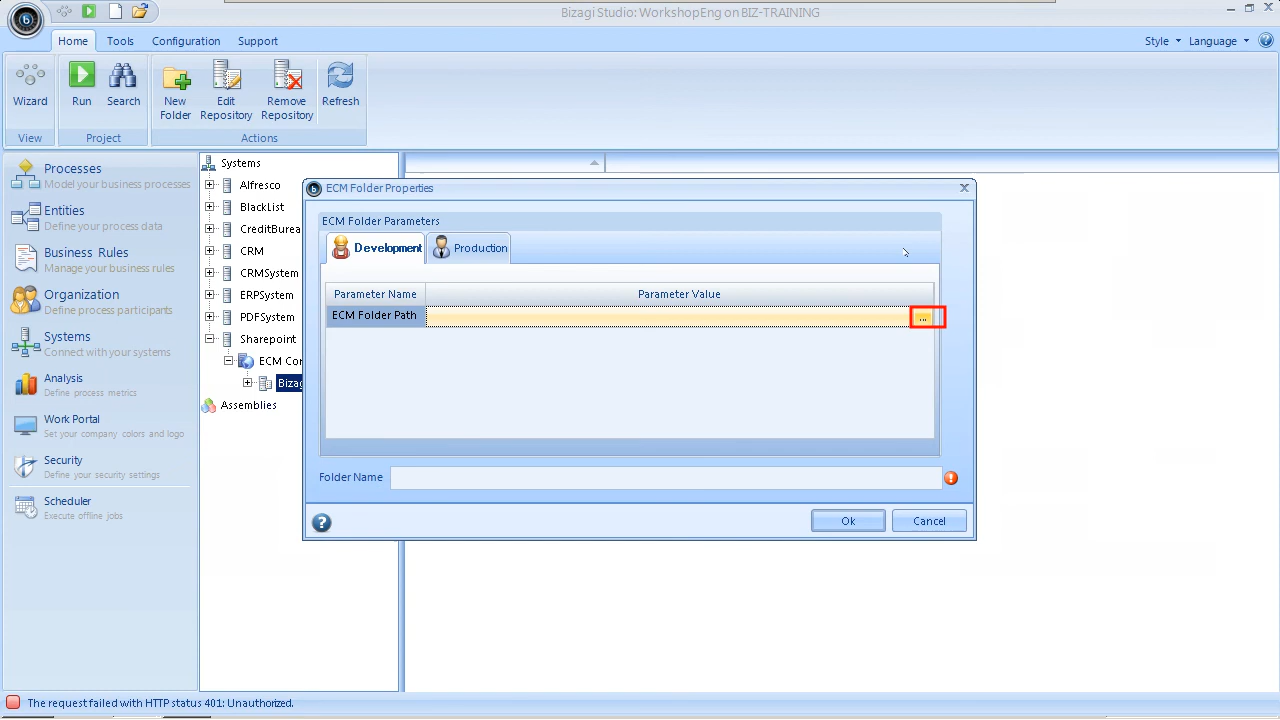 Bizagi Studio: WorkshopEng on BIZ-TRAINING
Home Tools Configuration Support
Style Language
Wizard
Run
Search
New Folder
Edit Repository
Remove Repository
Refresh
View
Project
Actions
Processes
Model your business processes
Entities
Define your process data
Business Rules
Manage your business rules
Organization
Define process participants
Systems
Connect with your systems
Analysis
Define process metrics
Work Portal
Set your company colors and logo
Security
Define your security settings
Scheduler
Execute offline jobs
Systems
Alfresco
BlackList
CreditBurea
CRM
CRMSystem
ERPSystem
PDFSystem
Sharepoint
ECM Co
Bizag
Assemblies
ECM Folder Properties
ECM Folder Parameters
Development
Production
Parameter Name
Parameter Value
ECM Folder Path
...
Folder Name
Ok
Cancel
The request failed with HTTP status 401: Unauthorized.